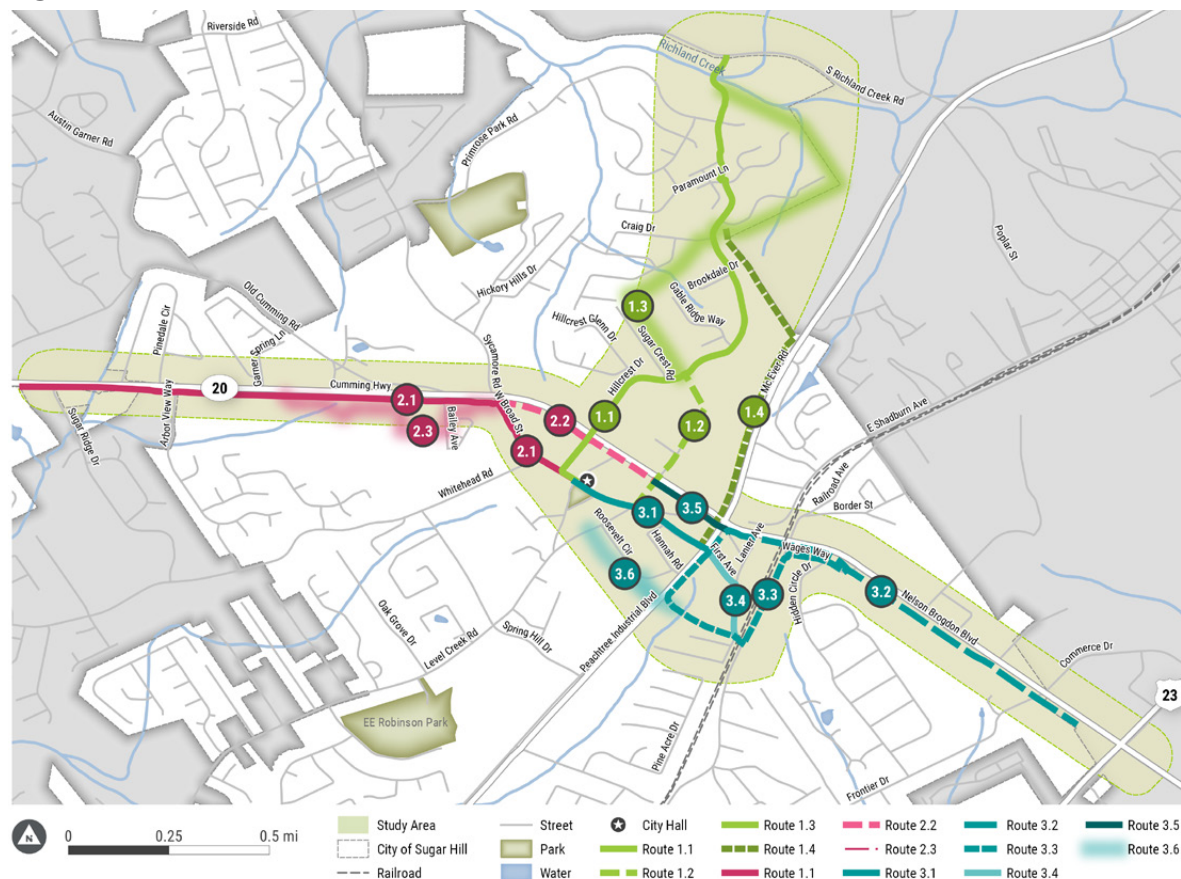 Riverside Rd
Richland Creek
S Richland Creek Rd
Austin Garner Rd
Primrose Park Rd
Paramount Ln
Craig Dr
Poplar St
Brookdale Dr
Hickory Hills Dr
Gable Ridge Way
Old Cumming Rd
1.3
Hillcrest Glenn Dr
Pinedale Cir
Garner Spring Ln
Sugar Crest Rd
Sycamore Rd
Hillcrest Dr
Mc'Ever Rd
20
Cumming Hwy
2.1
W Broad St
1.1
1.4
E Shadburn Ave
Arbor View Way
Sugar Ridge Dr
2.3
Bailey Ave
2.2
1.2
2.1
Whitehead Rd
Railroad Ave
3.1
3.5
Border St
Roosevelt Cir
Hannah Rd
First Ave
Lanier Ave
Wages Way
3.6
3.4
3.3
Hidden Circle Dr
3.2
Nelson Brogdon Blvd
Oak Grove Dr
Level Creek Rd
Spring Hill Dr
Peachtree Industrial Blvd
Commerce Dr
23
EE Robinson Park
Pine Acre Dr
Frontier Dr
N
0 0.25 0.5 mi
Study Area
City of Sugar Hill
Railroad
Street
Park
Water
City Hall
Route 1.1
Route 1.2
Route 1.3
Route 1.4
Route 1.1
Route 2.2
Route 2.3
Route 3.1
Route 3.2
Route 3.3
Route 3.4
Route 3.5
Route 3.6